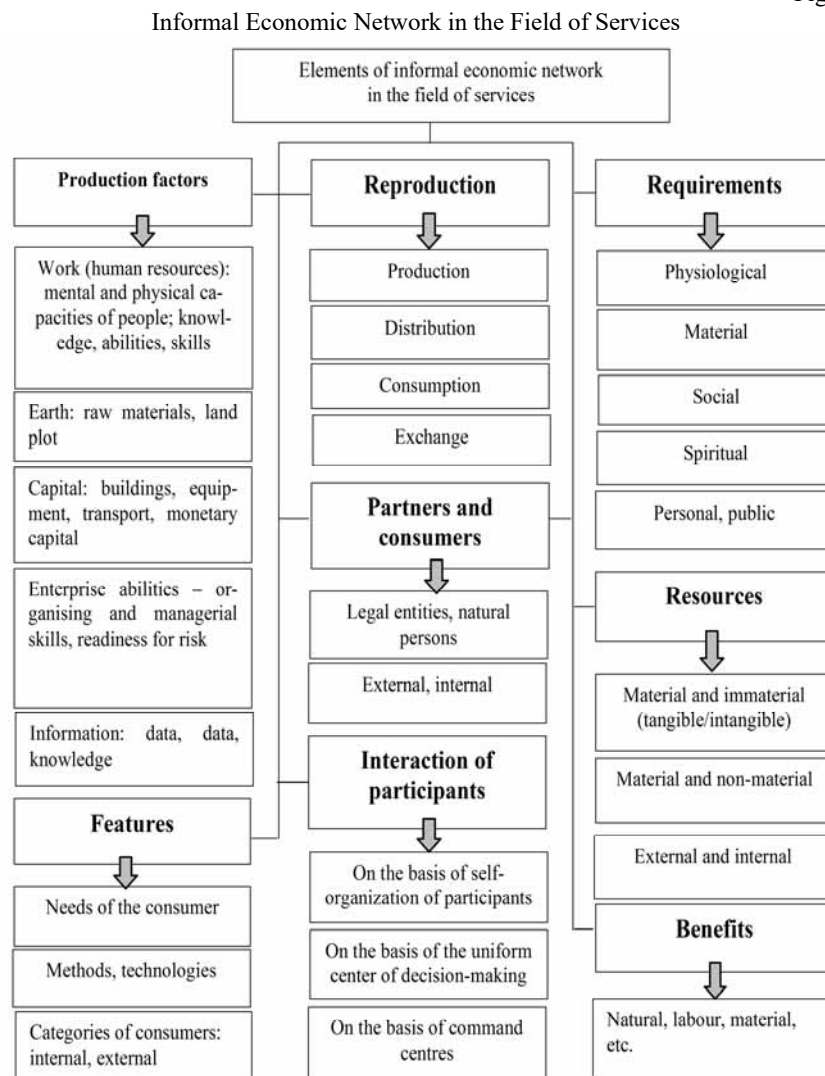 Informal Economic Network in the Field of Services
Elements of informal economic network
in the field of services
Production factors
Work (human resources):
mental and physical ca-
pacities of people; knowl-
edge, abilities, skills
Earth: raw materials, land
plot
Capital: buildings, equip-
ment, transport, monetary
capital
Enterprise abilities – or-
ganising and managerial
skills, readiness for risk
Information: data, data,
knowledge
Features
Needs of the consumer
Methods, technologies
Categories of consumers:
internal, external
Reproduction
Production
Distribution
Consumption
Exchange
Partners and
consumers
Legal entities, natural
persons
External, internal
Interaction of
participants
On the basis of self-
organization of participants
On the basis of the uniform
center of decision-making
On the basis of command
centres
Requirements
Physiological
Material
Social
Spiritual
Personal, public
Resources
Material and immaterial
(tangible/intangible)
Material and non-material
External and internal
Benefits
Natural, labour, material,
etc.